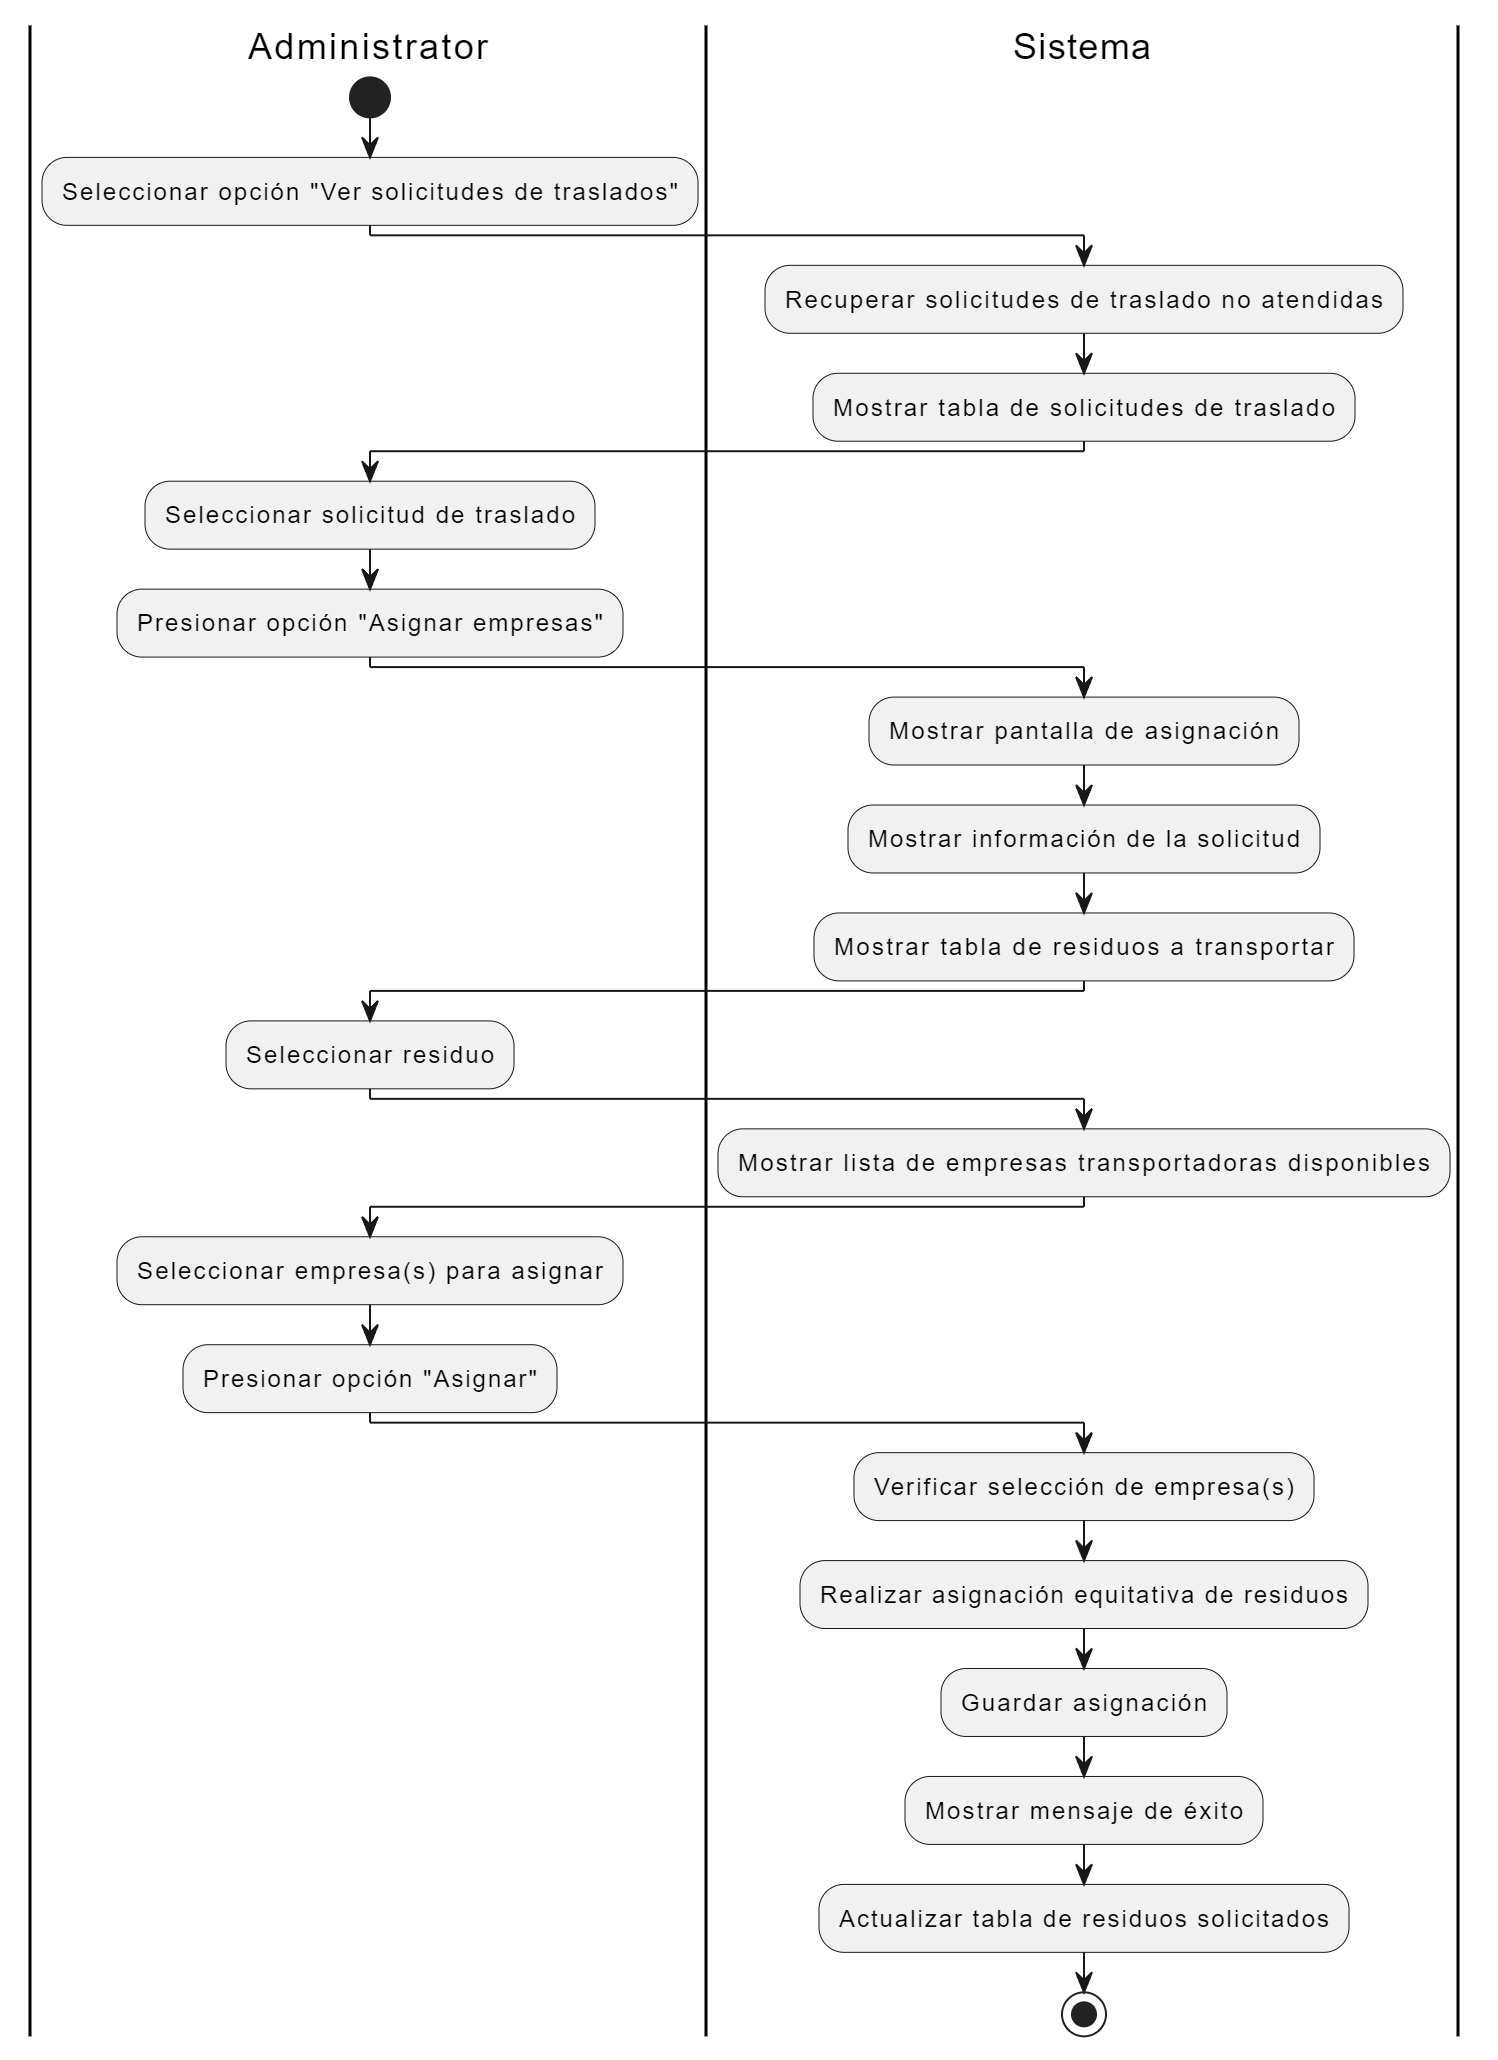 Administrator
Sistema
Seleccionar opción "Ver solicitudes de traslados"
Recuperar solicitudes de traslado no atendidas
Mostrar tabla de solicitudes de traslado
Seleccionar solicitud de traslado
Presionar opción "Asignar empresas"
Mostrar pantalla de asignación
Mostrar información de la solicitud
Mostrar tabla de residuos a transportar
Seleccionar residuo
Mostrar lista de empresas transportadoras disponibles
Seleccionar empresa(s) para asignar
Presionar opción "Asignar"
Verificar selección de empresa(s)
Realizar asignación equitativa de residuos
Guardar asignación
Mostrar mensaje de éxito
Actualizar tabla de residuos solicitados